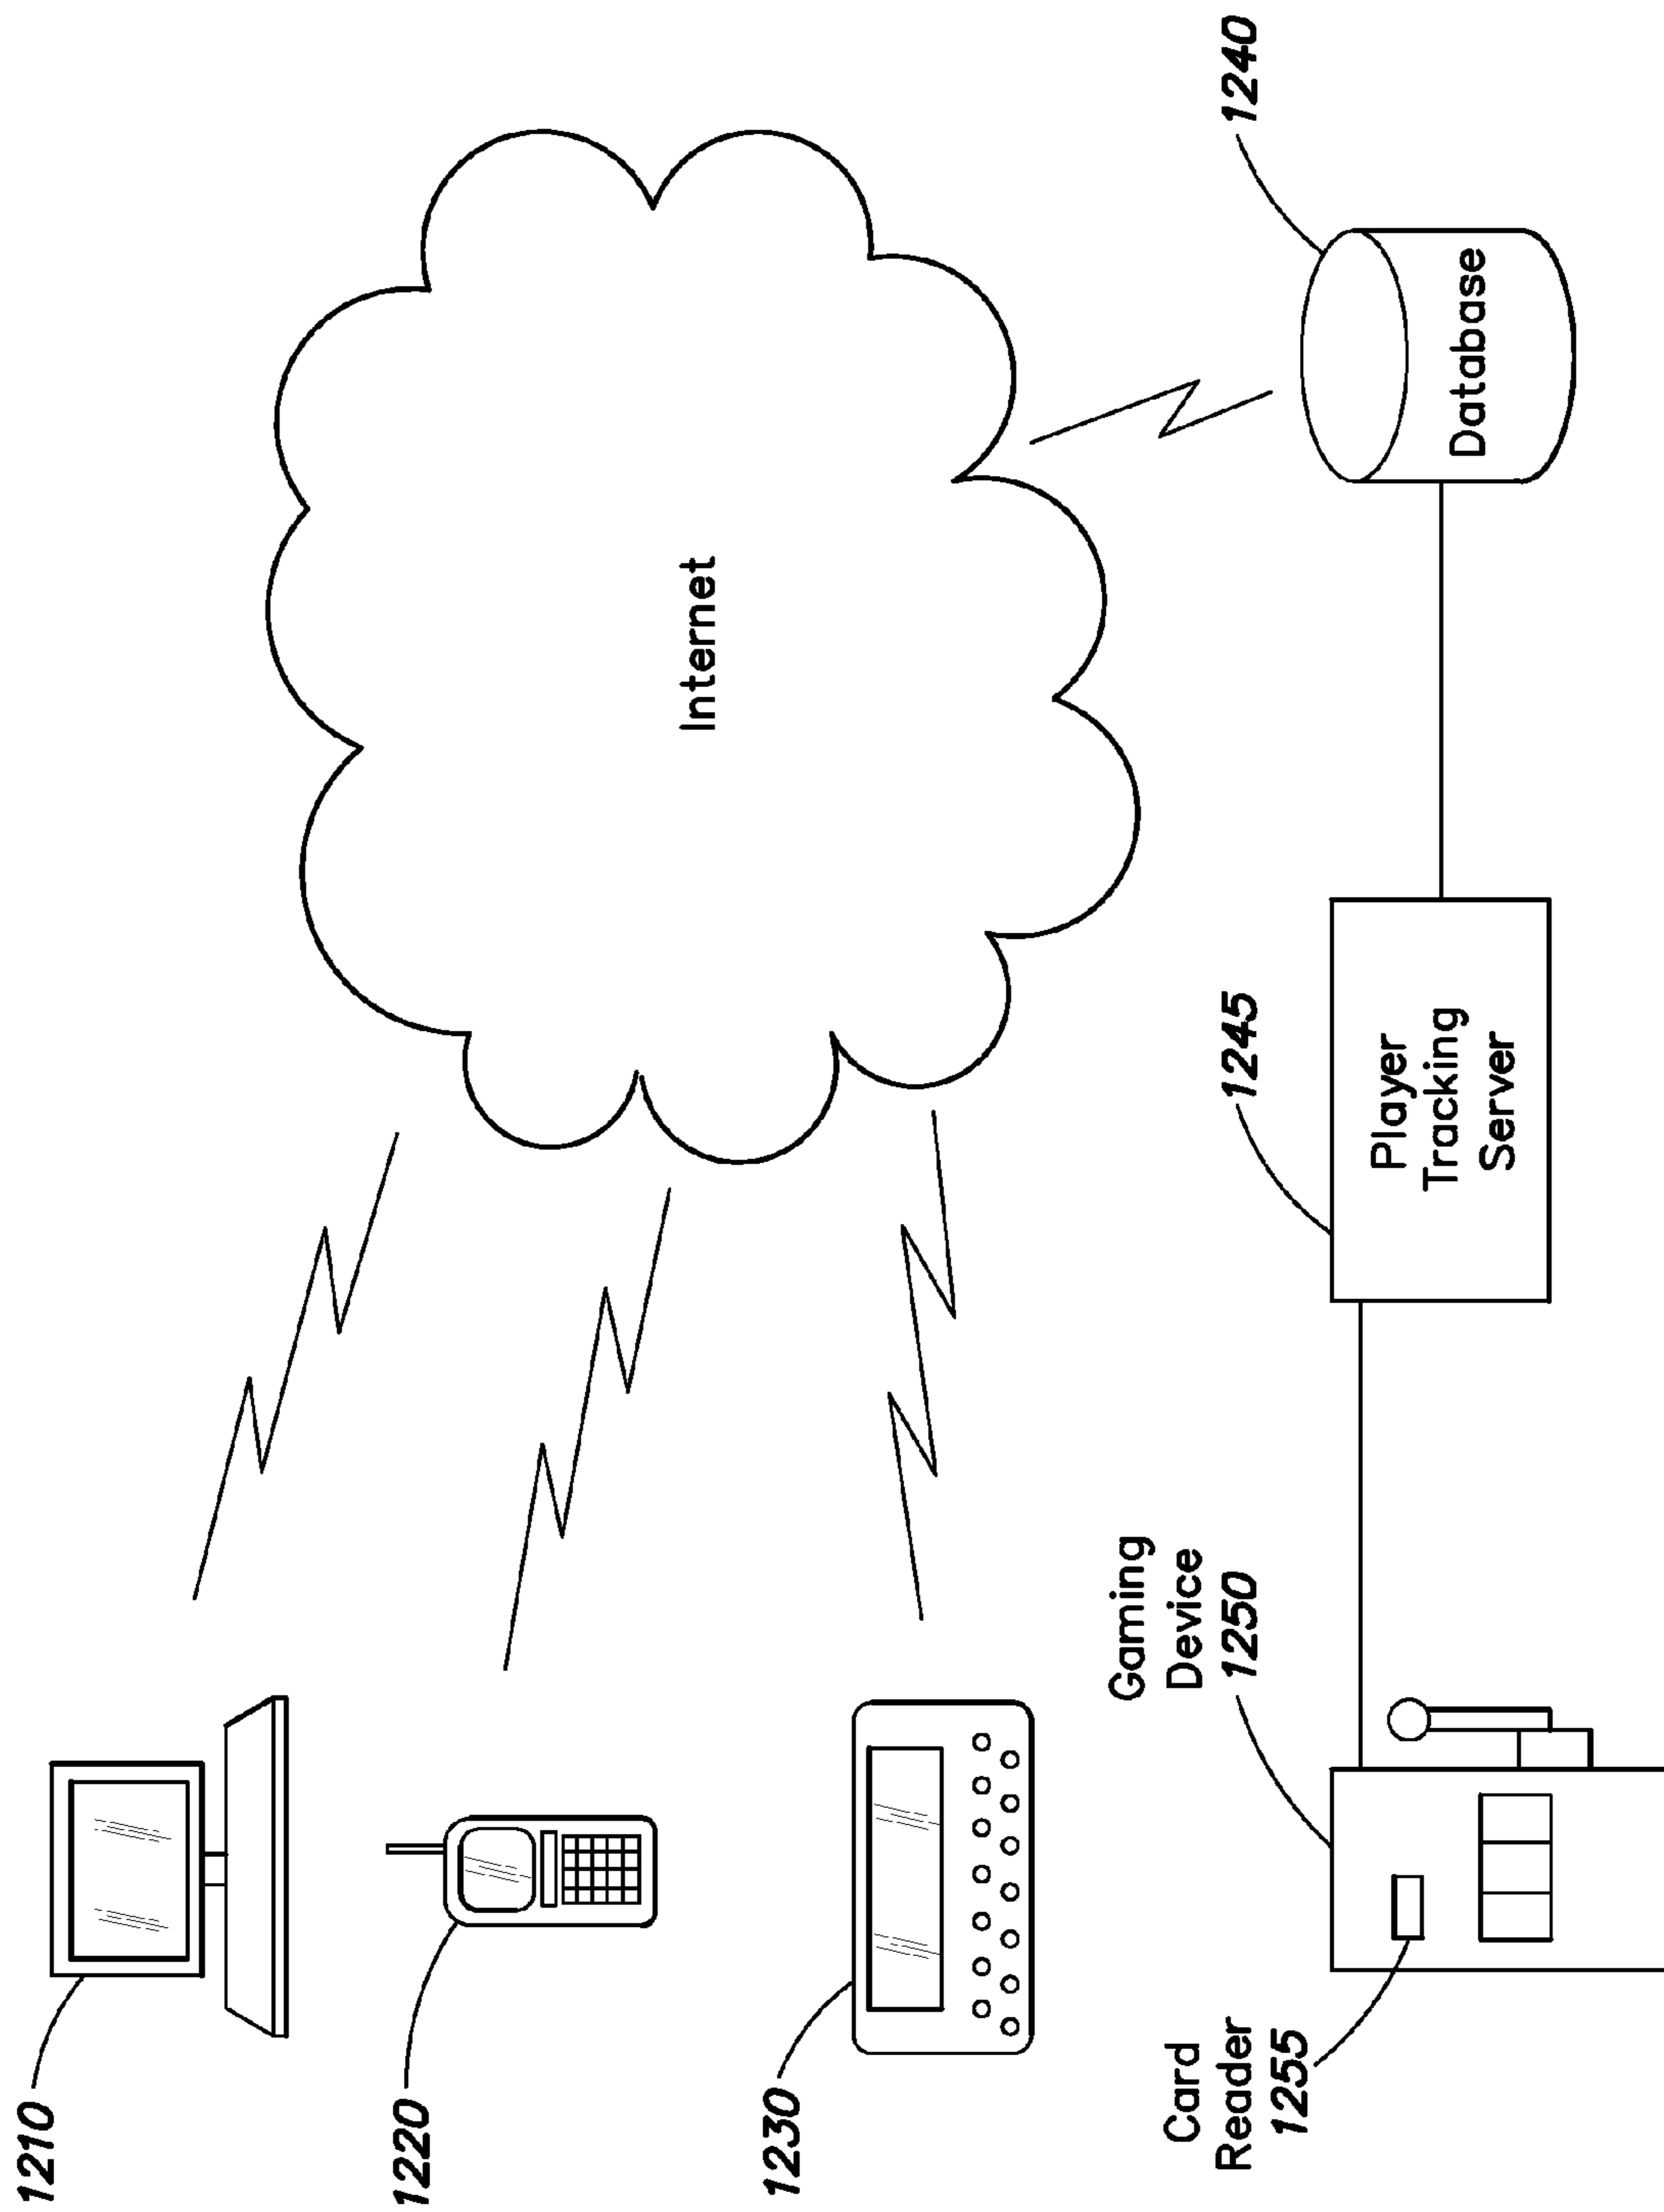 1210
1220
1230
Internet
Gaming
Device
1250
Card
Reader
1255
1245
Player
Tracking
Server
1240
Database